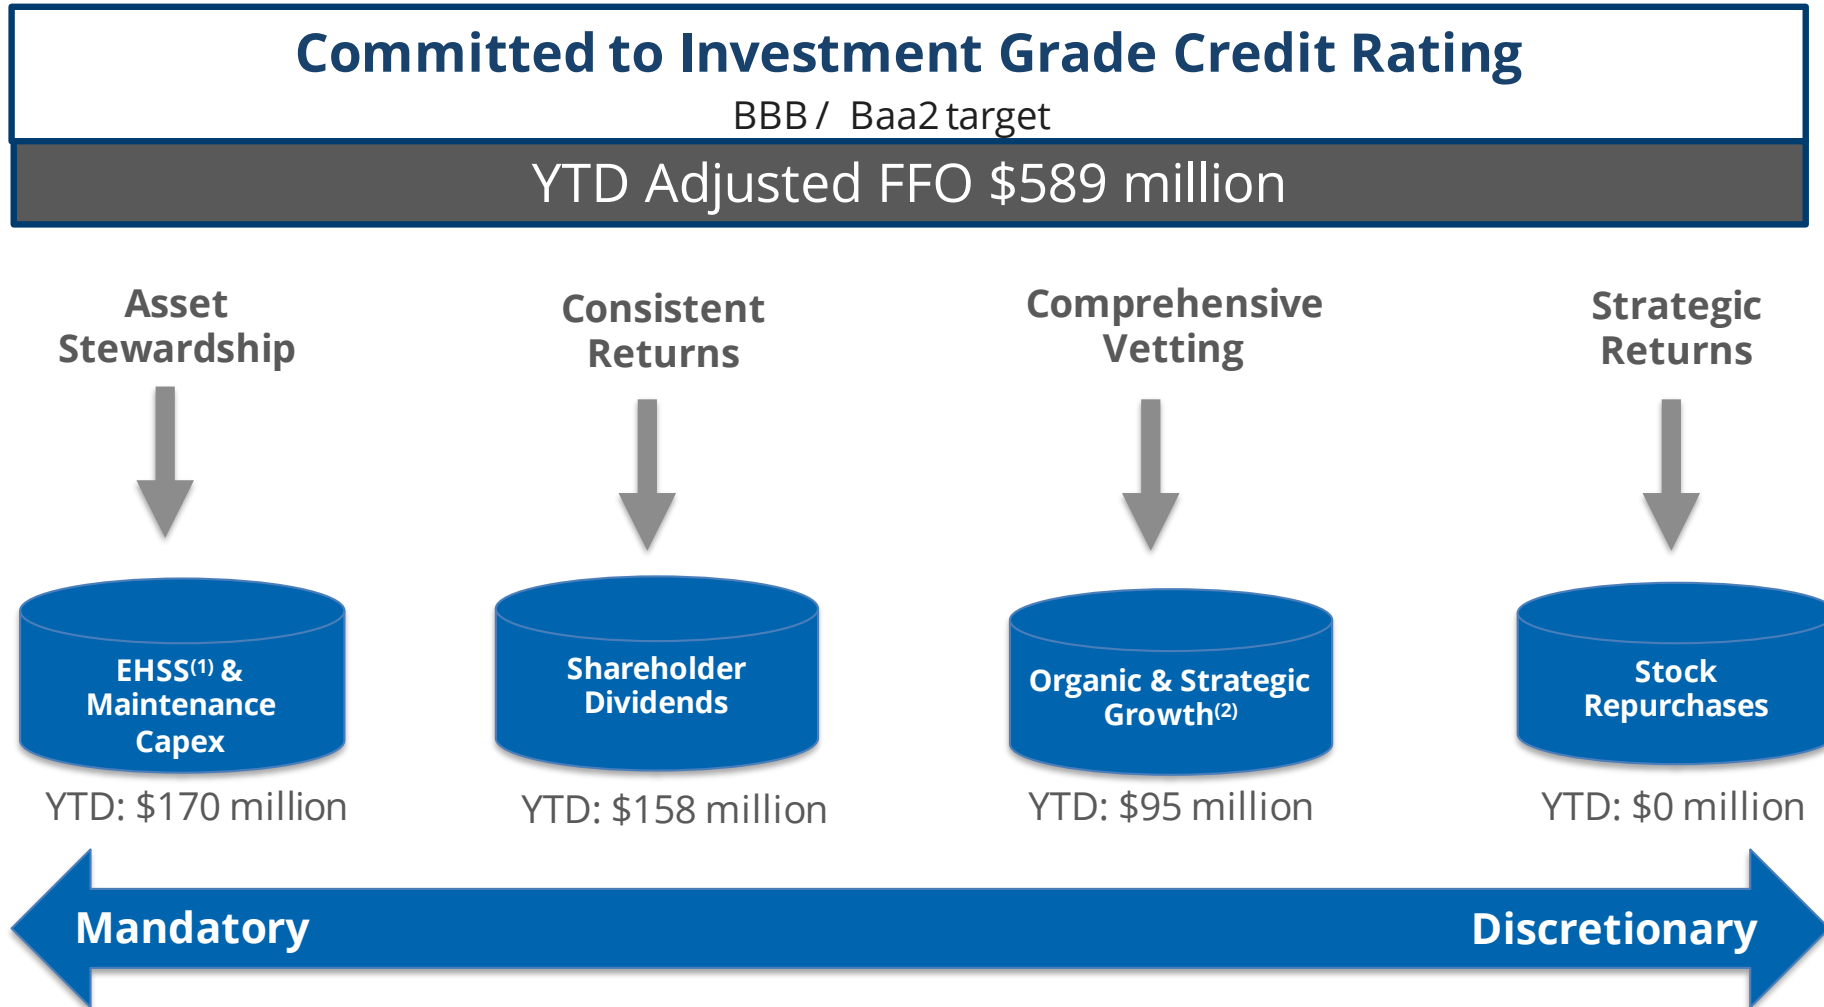 Committed to Investment Grade Credit Rating
BBB / Baa2 target
YTD Adjusted FFO $589 million
Asset
Stewardship
Consistent
Returns
Comprehensive
Vetting
Strategic
Returns
EHSS(1) &
Maintenance
Capex
Shareholder
Dividends
Organic & Strategic
Growth(2)
Stock
Repurchases
YTD: $170 million
YTD: $158 million
YTD: $95 million
YTD: $0 million
Mandatory
Discretionary